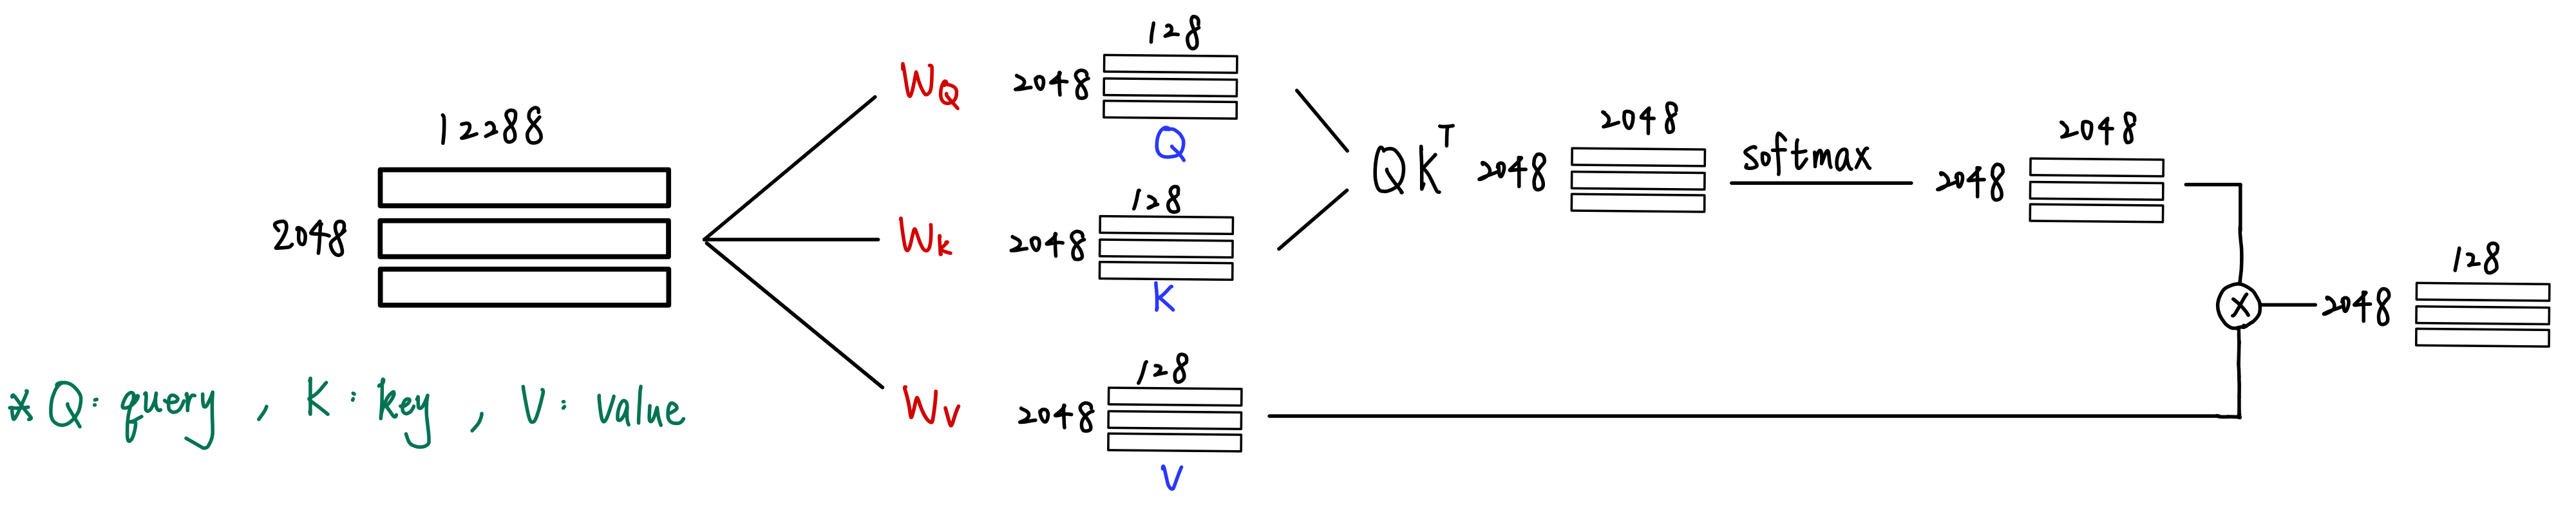 12288
2048
W_Q
128
2048
Q
W_k
128
2048
K
W_V
128
2048
V
QK^T
2048
2048
softmax
2048
2048
X
128
2048
* Q: query , K: key , V: value